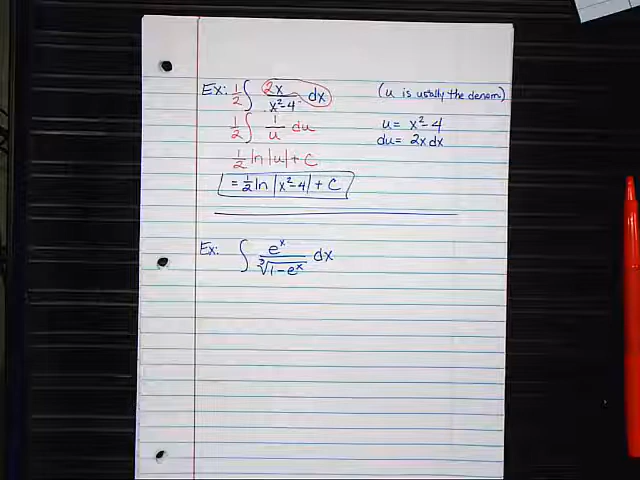 Ex: 1/2 ∫ 2x/(x²-4) dx (u is usually the denom)
1/2 ∫ 1/u du u = x²-4
1/2 ln|u| + C du = 2x dx
= 1/2 ln|x²-4| + C
Ex: ∫ eˣ/∛(1-eˣ) dx